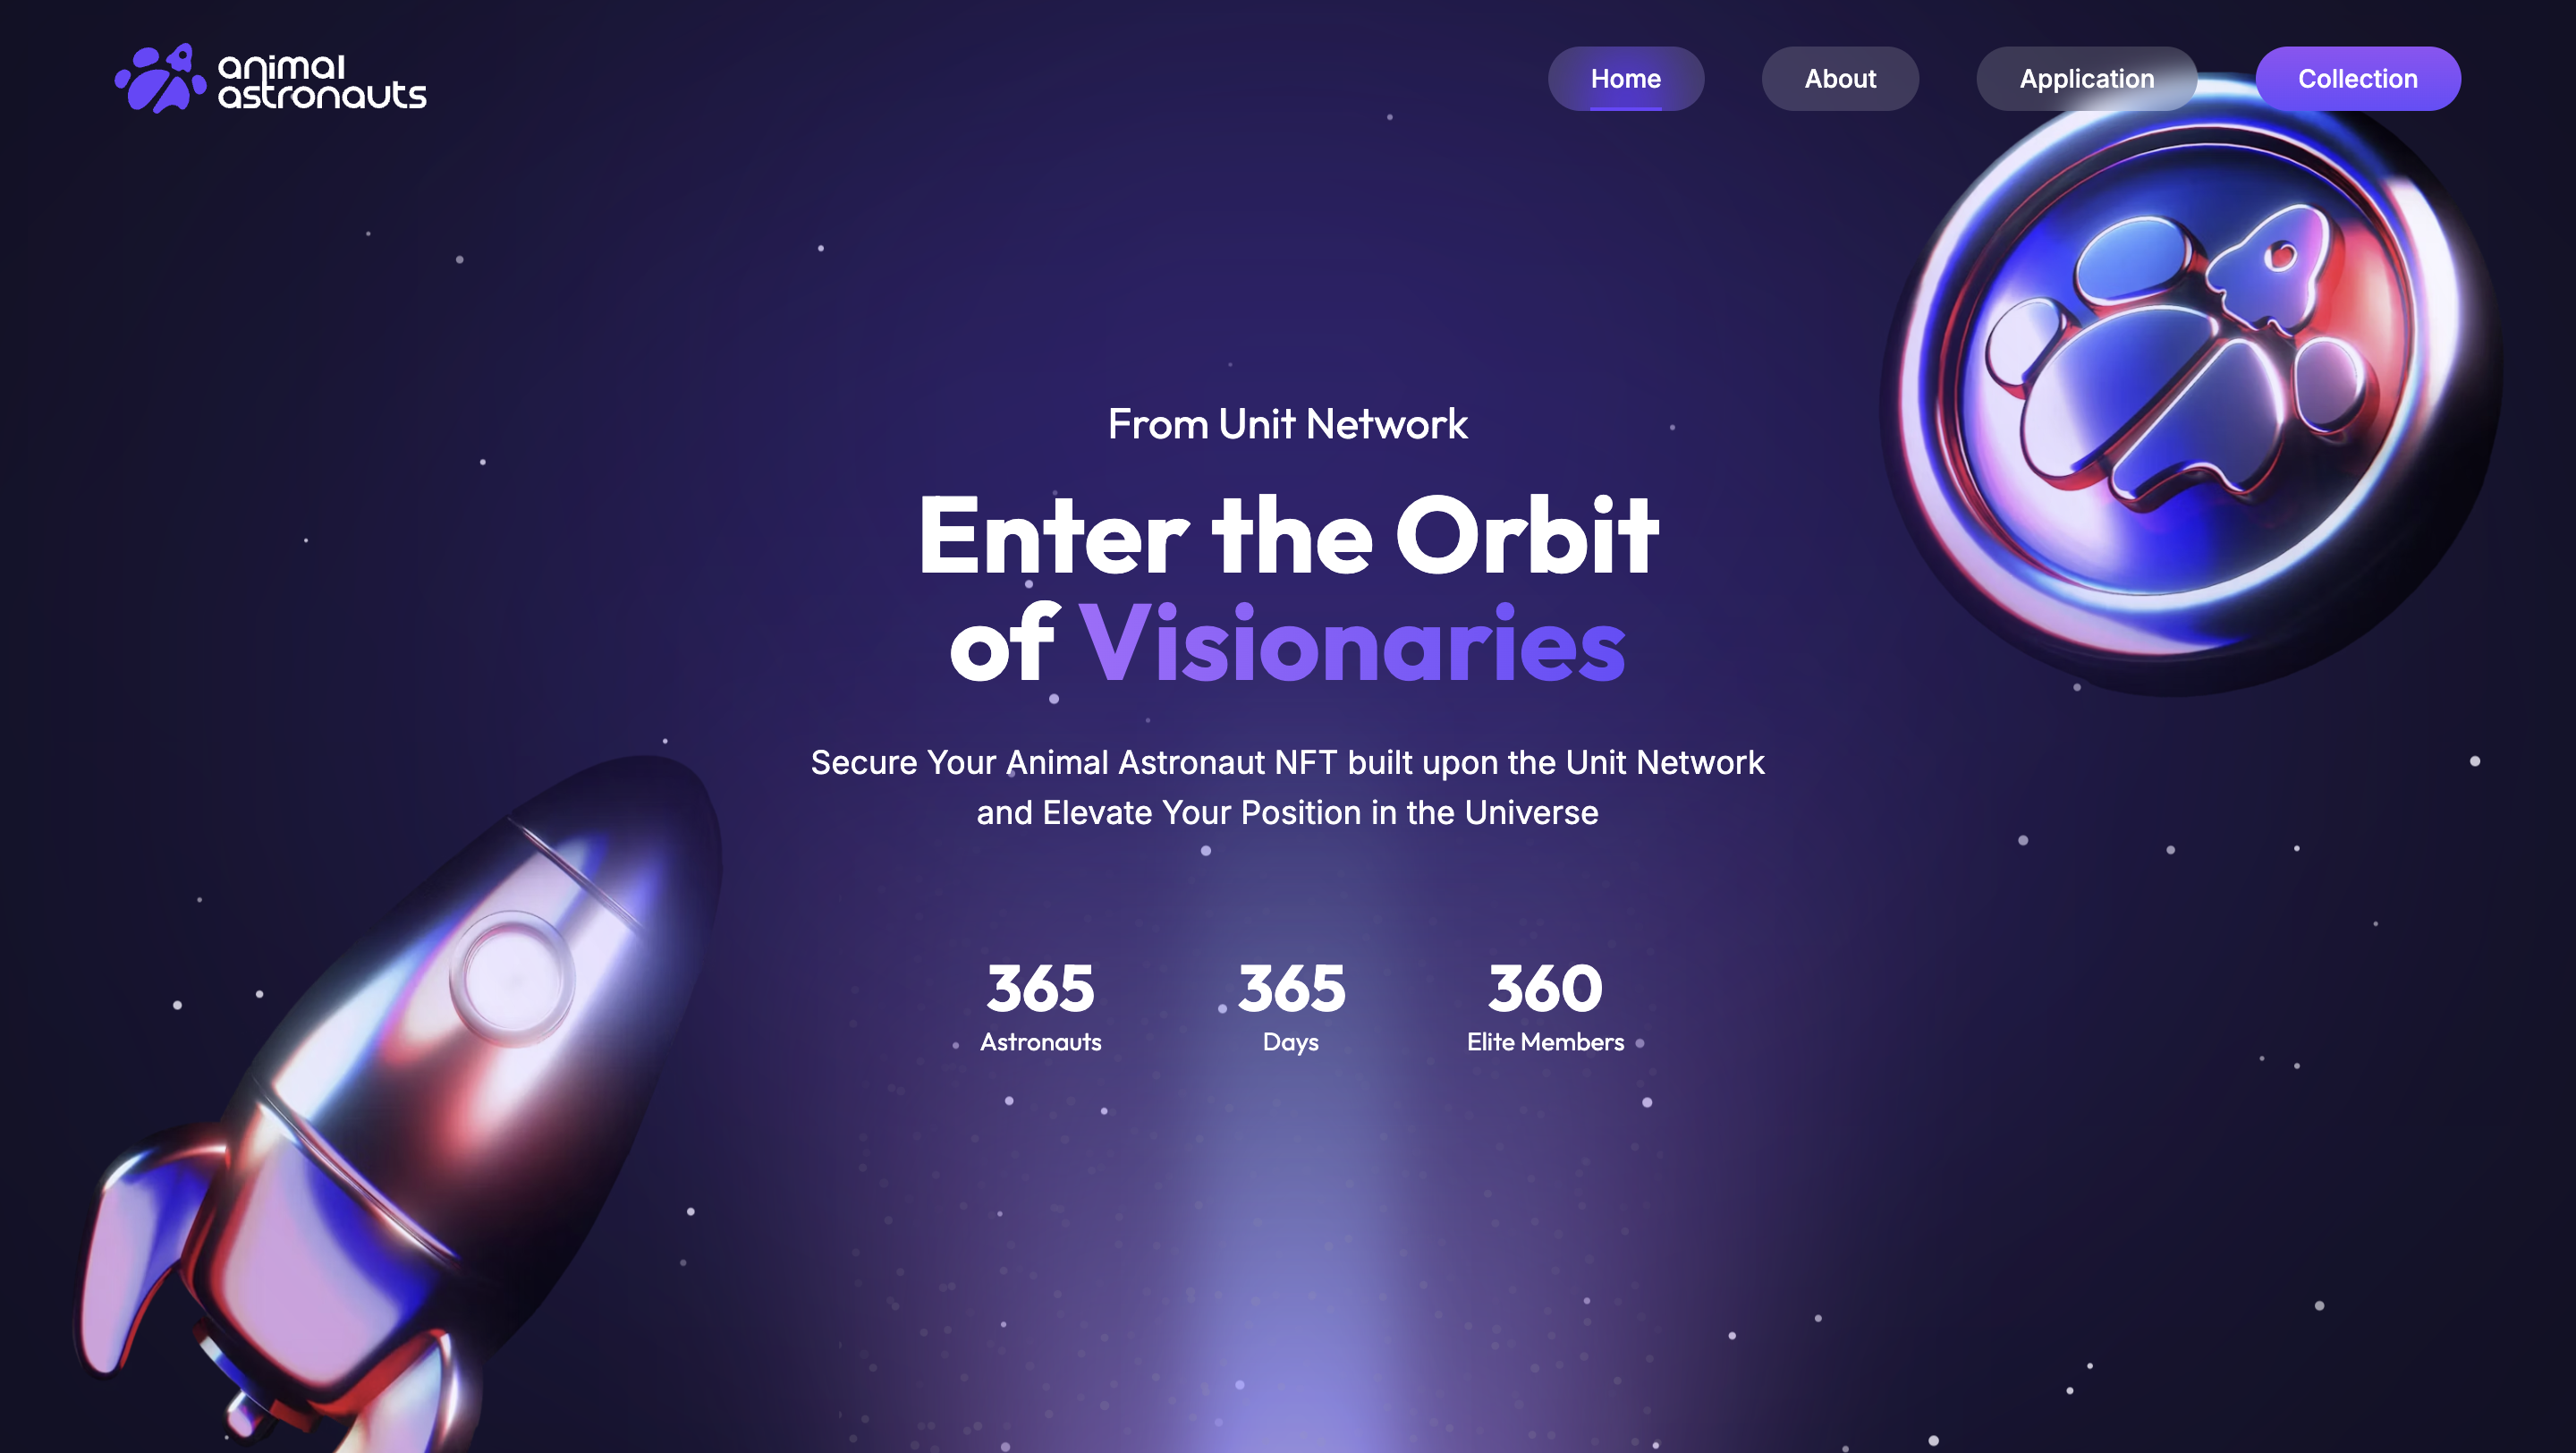 animal
astronauts
Home
About
Application
Collection
From Unit Network
Enter the Orbit
of Visionaries
Secure Your Animal Astronaut NFT built upon the Unit Network
and Elevate Your Position in the Universe
365
Astronauts
365
Days
360
Elite Members